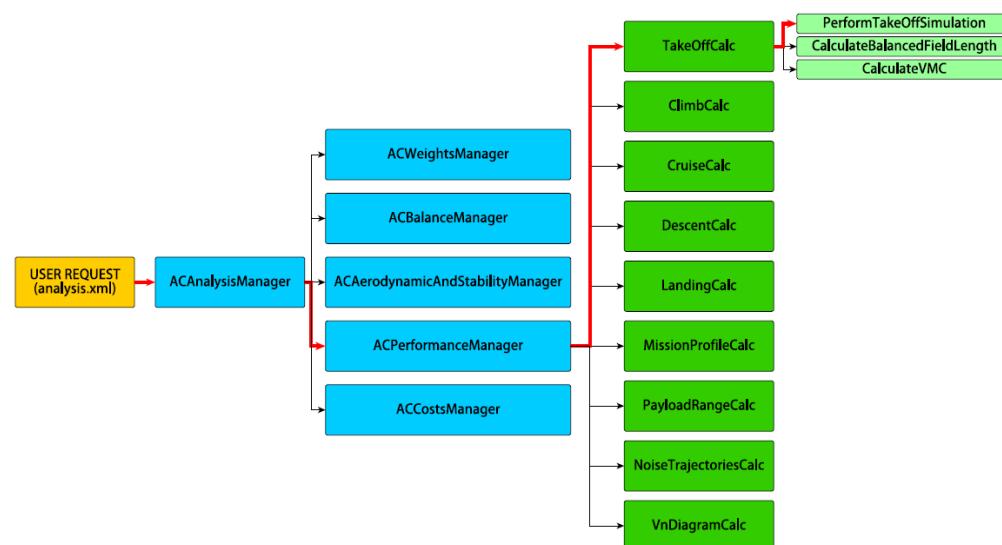 USER REQUEST
(analysis.xml)
ACAnalysisManager
ACWeightsManager
ACBalanceManager
ACAerodynamicAndStabilityManager
ACPerformanceManager
ACCostsManager
TakeOffCalc
ClimbCalc
CruiseCalc
DescentCalc
LandingCalc
MissionProfileCalc
PayloadRangeCalc
NoiseTrajectoriesCalc
VnDiagramCalc
PerformTakeOffSimulation
CalculateBalancedFieldLength
CalculateVMC